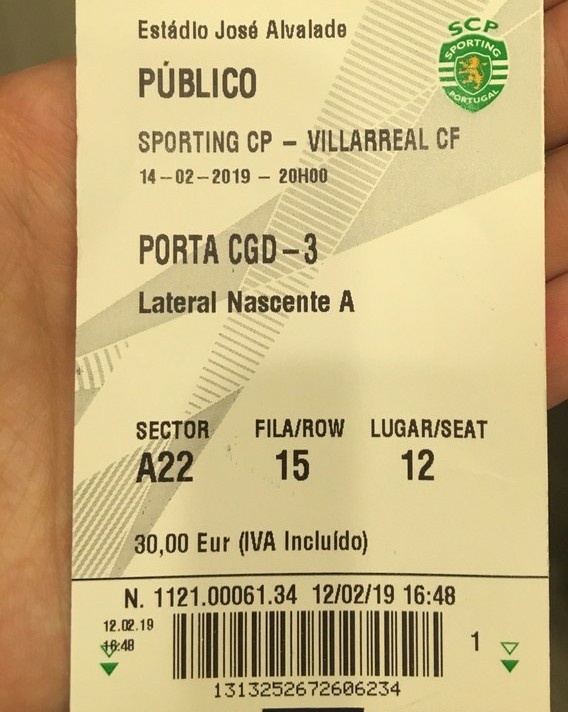 Estádio José Alvalade
SCP
SPORTING
PORTUGAL
PÚBLICO
SPORTING CP – VILLARREAL CF
14-02-2019 - 20H00
PORTA CGD-3
Lateral Nascente A
SECTOR FILA/ROW LUGAR/SEAT
A22 15 12
30,00 Eur (IVA Incluído)
N. 1121.00061.34 12/02/19 16:48
12.02.19
16:48
1
1313252672606234